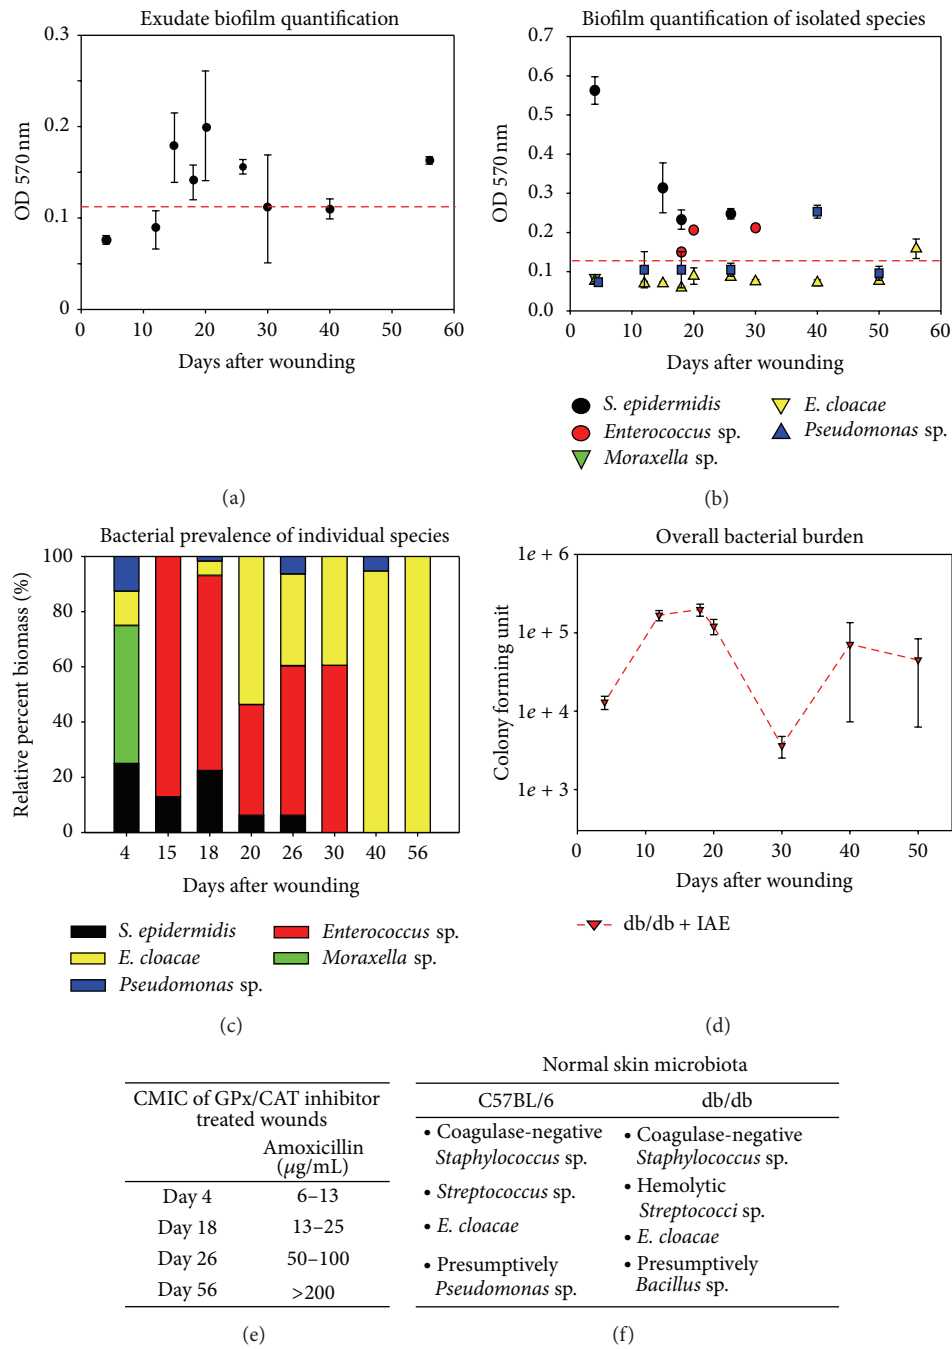 Exudate biofilm quantification
0.3
0.2
0.1
0
OD 570 nm
0 10 20 30 40 50 60
Days after wounding
(a)
Biofilm quantification of isolated species
0.7
0.6
0.5
0.4
0.3
0.2
0.1
0.0
OD 570 nm
0 10 20 30 40 50 60
Days after wounding
S. epidermidis
Enterococcus sp.
Moraxella sp.
E. cloacae
Pseudomonas sp.
(b)
Bacterial prevalence of individual species
100
80
60
40
20
0
Relative percent biomass (%)
4 15 18 20 26 30 40 56
Days after wounding
S. epidermidis
E. cloacae
Pseudomonas sp.
Enterococcus sp.
Moraxella sp.
(c)
Overall bacterial burden
1e + 6
1e + 5
1e + 4
1e + 3
Colony forming unit
0 10 20 30 40 50
Days after wounding
db/db + IAE
(d)
CMIC of GPx/CAT inhibitor
treated wounds
Amoxicillin
(μg/mL)
Day 4 6–13
Day 18 13–25
Day 26 50–100
Day 56 >200
(e)
Normal skin microbiota
C57BL/6
• Coagulase-negative
Staphylococcus sp.
• Streptococcus sp.
• E. cloacae
• Presumptively
Pseudomonas sp.
db/db
• Coagulase-negative
Staphylococcus sp.
• Hemolytic
Streptococci sp.
• E. cloacae
• Presumptively
Bacillus sp.
(f)